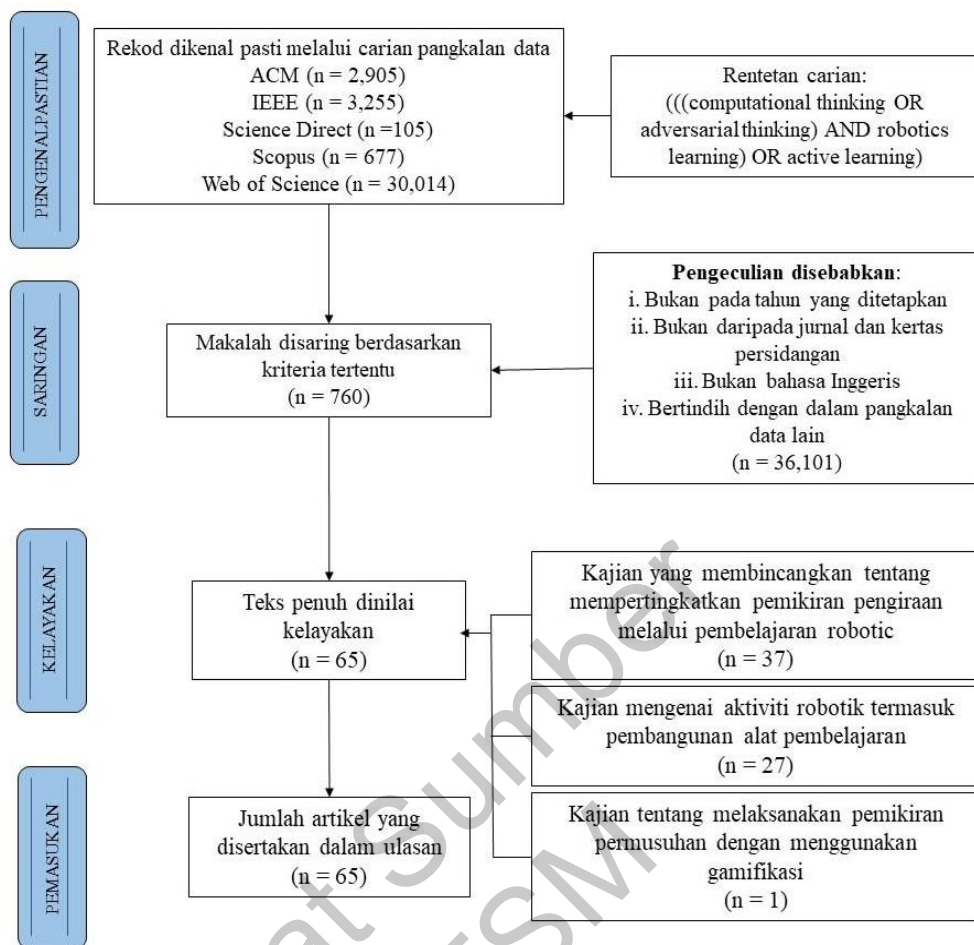 PENGENALPASTIAN
Rekod dikenal pasti melalui carian pangkalan data
ACM (n = 2,905)
IEEE (n = 3,255)
Science Direct (n =105)
Scopus (n = 677)
Web of Science (n = 30,014)
Rentetan carian:
(((computational thinking OR
adversarial thinking) AND robotics
learning) OR active learning)
SARINGAN
Makalah disaring berdasarkan
kriteria tertentu
(n = 760)
Pengeculian disebabkan:
i. Bukan pada tahun yang ditetapkan
ii. Bukan daripada jurnal dan kertas
persidangan
iii. Bukan bahasa Inggeris
iv. Bertindih dengan dalam pangkalan
data lain
(n = 36,101)
KELAYAKAN
Teks penuh dinilai
kelayakan
(n = 65)
Kajian yang membincangkan tentang
mempertingkatkan pemikiran pengiraan
melalui pembelajaran robotic
(n = 37)
Kajian mengenai aktiviti robotik termasuk
pembangunan alat pembelajaran
(n = 27)
PEMASUKAN
Jumlah artikel yang
disertakan dalam ulasan
(n = 65)
Kajian tentang melaksanakan pemikiran
permusuhan dengan menggunakan
gamifikasi
(n = 1)
at Sumber
TSM